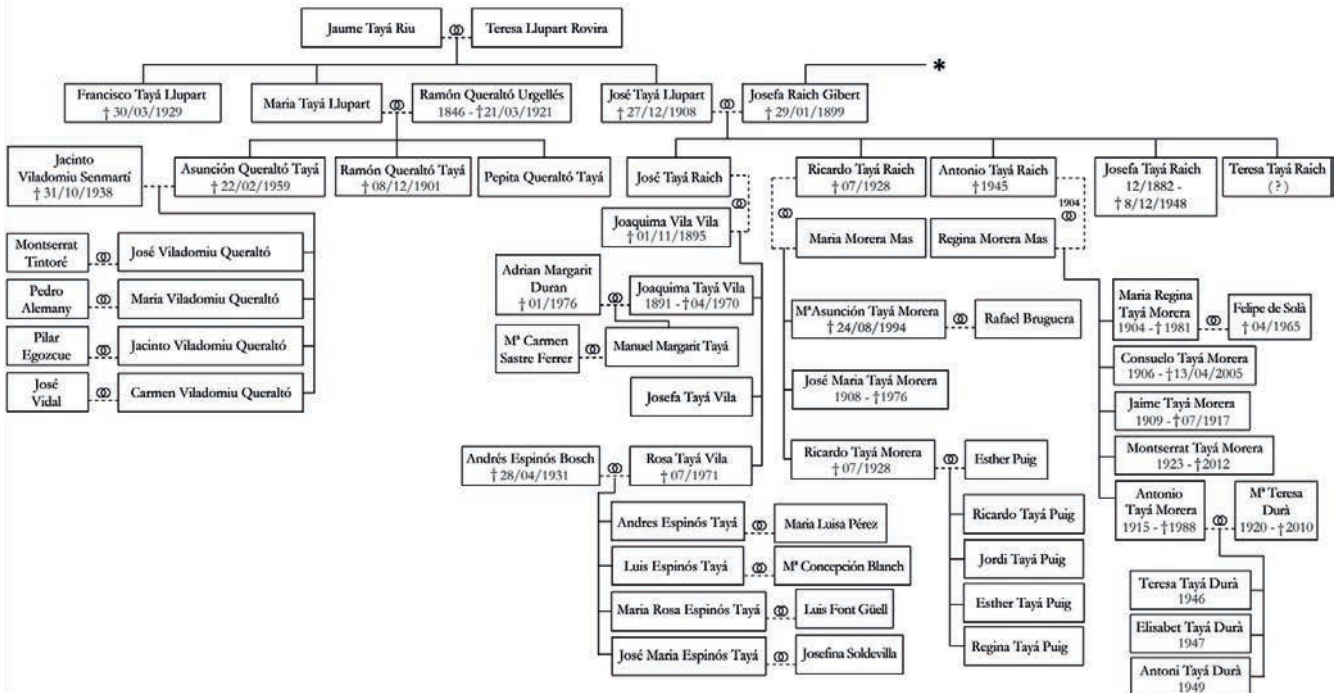 Jaume Tayá Riu
Teresa Llupart Rovira
*
Francisco Tayá Llupart
†30/03/1929
Maria Tayá Llupart
Ramón Queraltó Urgellés
1846 - †21/03/1921
José Tayá Llupart
†27/12/1908
Josefa Raich Gibert
†29/01/1899
Jacinto
Viladomiu Senmartí
†31/10/1938
Asunción Queraltó Tayá
†22/02/1959
Ramón Queraltó Tayá
†08/12/1901
Pepita Queraltó Tayá
José Tayá Raich
Ricardo Tayá Raich
†07/1928
Antonio Tayá Raich
†1945
Josefa Tayá Raich
12/1882 -
†8/12/1948
Teresa Tayá Raich
(?)
1904
Joaquima Vila Vila
†01/11/1895
Maria Morera Mas
Regina Morera Mas
Montserrat
Tintoré
José Viladomiu Queraltó
Pedro
Alemany
Maria Viladomiu Queraltó
Pilar
Egozcue
Jacinto Viladomiu Queraltó
José
Vidal
Carmen Viladomiu Queraltó
Adrian Margarit
Duran
†01/1976
Joaquima Tayá Vila
1891 - †04/1970
Mª Carmen
Sastre Ferrer
Manuel Margarit Tayá
Josefa Tayá Vila
Andrés Espinós Bosch
†28/04/1931
Rosa Tayá Vila
†07/1971
Andres Espinós Tayá
Maria Luisa Pérez
Luis Espinós Tayá
Mª Concepción Blanch
Maria Rosa Espinós Tayá
Luis Font Güell
José Maria Espinós Tayá
Josefina Soldevilla
MªAsunción Tayá Morera
†24/08/1994
Rafael Bruguera
José Maria Tayá Morera
1908 - †1976
Ricardo Tayá Morera
†07/1928
Esther Puig
Ricardo Tayá Puig
Jordi Tayá Puig
Esther Tayá Puig
Regina Tayá Puig
Maria Regina
Tayá Morera
1904 - †1981
Felipe de Solà
†04/1965
Consuelo Tayá Morera
1906 - †13/04/2005
Jaime Tayá Morera
1909 - †07/1917
Montserrat Tayá Morera
1923 - †2012
Antonio
Tayá Morera
1915 - †1988
Mª Teresa
Durà
1920 - †2010
Teresa Tayá Durà
1946
Elisabet Tayá Durà
1947
Antoni Tayá Durà
1949